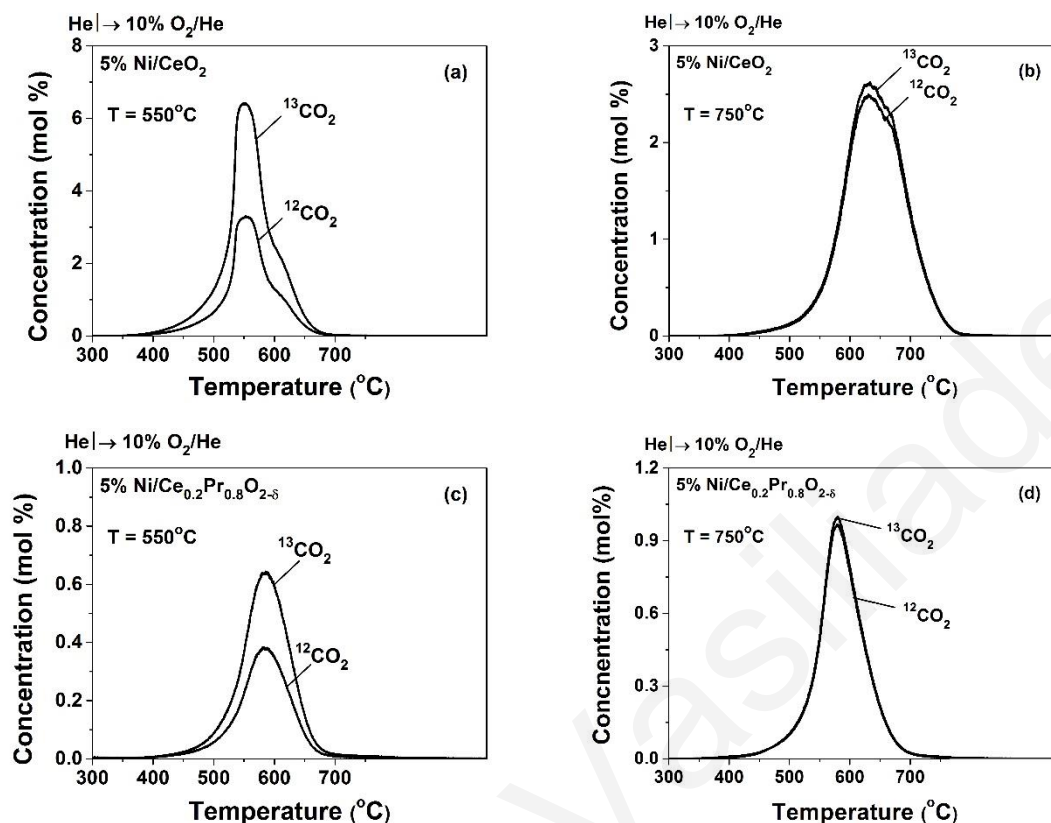 He|→ 10% O₂/He
8
5% Ni/CeO₂
(a)
T = 550°C
¹³CO₂
¹²CO₂
6
4
2
0
300 400 500 600 700
Temperature (°C)
Concentration (mol %)
He|→ 10% O₂/He
3
5% Ni/CeO₂
(b)
T = 750°C
¹³CO₂
¹²CO₂
2
1
0
300 400 500 600 700
Temperature (°C)
Concentration (mol %)
He|→ 10% O₂/He
1.0
5% Ni/Ce₀.₂Pr₀.₈O₂₋δ
(c)
T = 550°C
¹³CO₂
¹²CO₂
0.8
0.6
0.4
0.2
0.0
300 400 500 600 700
Temperature (°C)
Concentration (mol %)
He|→ 10% O₂/He
1.2
5% Ni/Ce₀.₂Pr₀.₈O₂₋δ
(d)
T = 750°C
¹³CO₂
¹²CO₂
0.9
0.6
0.3
0.0
300 400 500 600 700
Temperature (°C)
Concnentration (mol%)